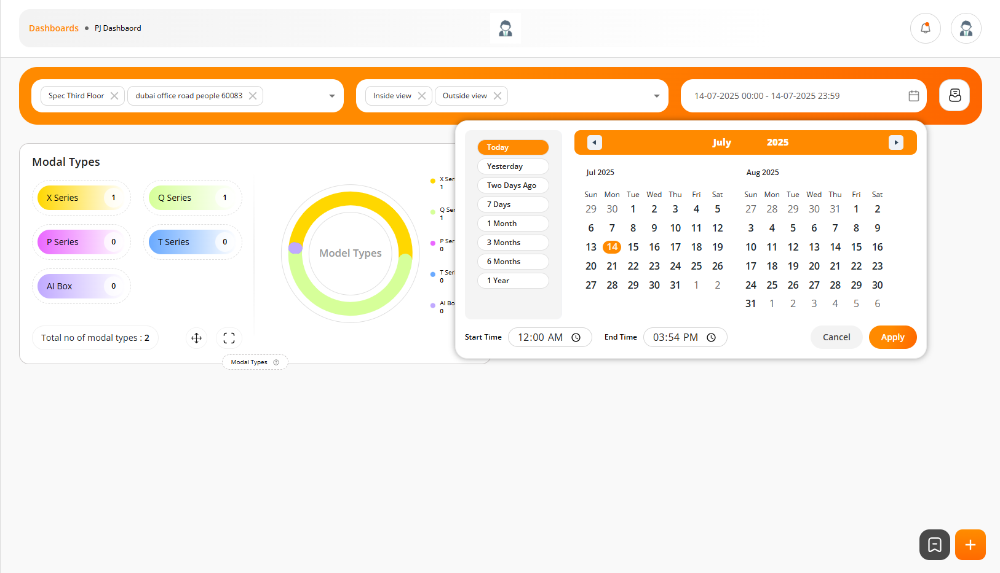 Dashboards • PJ Dashbaord
Spec Third Floor
dubai office road people 60083
Inside view
Outside view
14-07-2025 00:00 - 14-07-2025 23:59
Modal Types
X Series 1
Q Series 1
P Series 0
T Series 0
AI Box 0
Total no of modal types : 2
Model Types
X Ser
1
Q Ser
1
P Ser
0
T Seri
0
AI Bo
0
Modal Types
Today
Yesterday
Two Days Ago
7 Days
1 Month
3 Months
6 Months
1 Year
July 2025
Jul 2025
Sun Mon Tue Wed Thu Fri Sat
29 30 1 2 3 4 5
6 7 8 9 10 11 12
13 14 15 16 17 18 19
20 21 22 23 24 25 26
27 28 29 30 31 1 2
Aug 2025
Sun Mon Tue Wed Thu Fri Sat
27 28 29 30 31 1 2
3 4 5 6 7 8 9
10 11 12 13 14 15 16
17 18 19 20 21 22 23
24 25 26 27 28 29 30
31 1 2 3 4 5 6
Start Time 12:00 AM
End Time 03:54 PM
Cancel
Apply